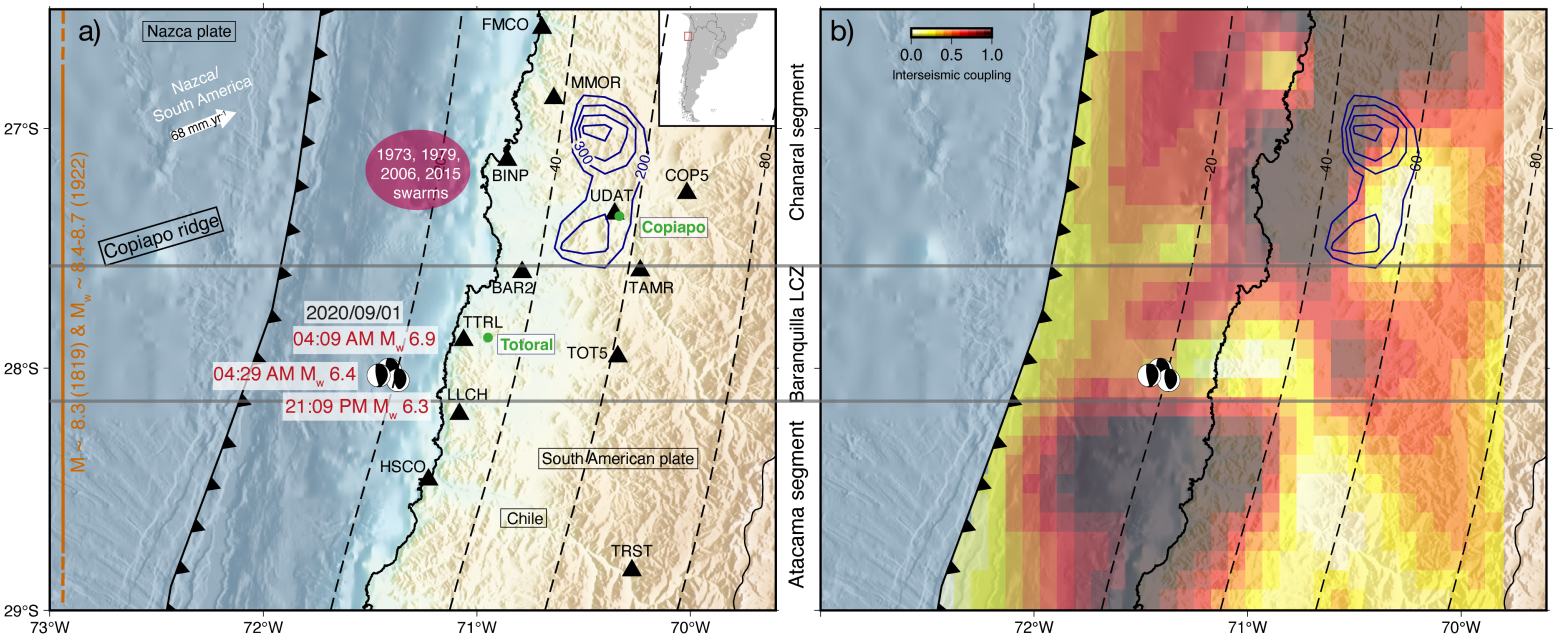 a)
Nazca plate
FMCO
Nazca/
South America
68 mm.yr⁻¹
MMOR
27°S
1973, 1979,
2006, 2015
swarms
BINP
-40
300
200
-80
COP5
UDAT
Copiapo
Copiapo ridge
M ~ 8.3 (1819) & Mw ~ 8.4-8.7 (1922)
BAR2
TAMR
2020/09/01
04:09 AM Mw 6.9
TTRL
Totoral
TOT5
28°S
04:29 AM Mw 6.4
21:09 PM Mw 6.3
LLCH
HSCO
South American plate
Chile
TRST
29°S
73°W
72°W
71°W
70°W
Chanaral segment
Baranquilla LCZ
Atacama segment
b)
0.0
0.5
1.0
Interseismic coupling
-20
-40
-60
-80
72°W
71°W
70°W